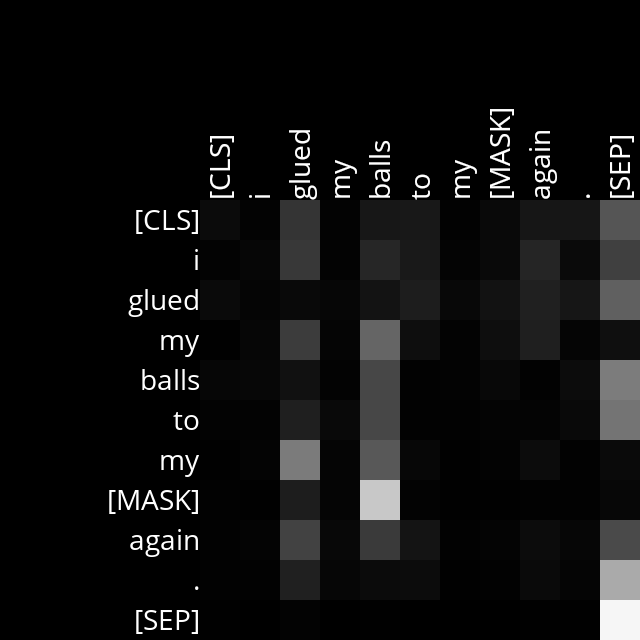 [CLS] i glued my balls to my [MASK] again . [SEP]
[CLS]
i
glued
my
balls
to
my
[MASK]
again
.
[SEP]